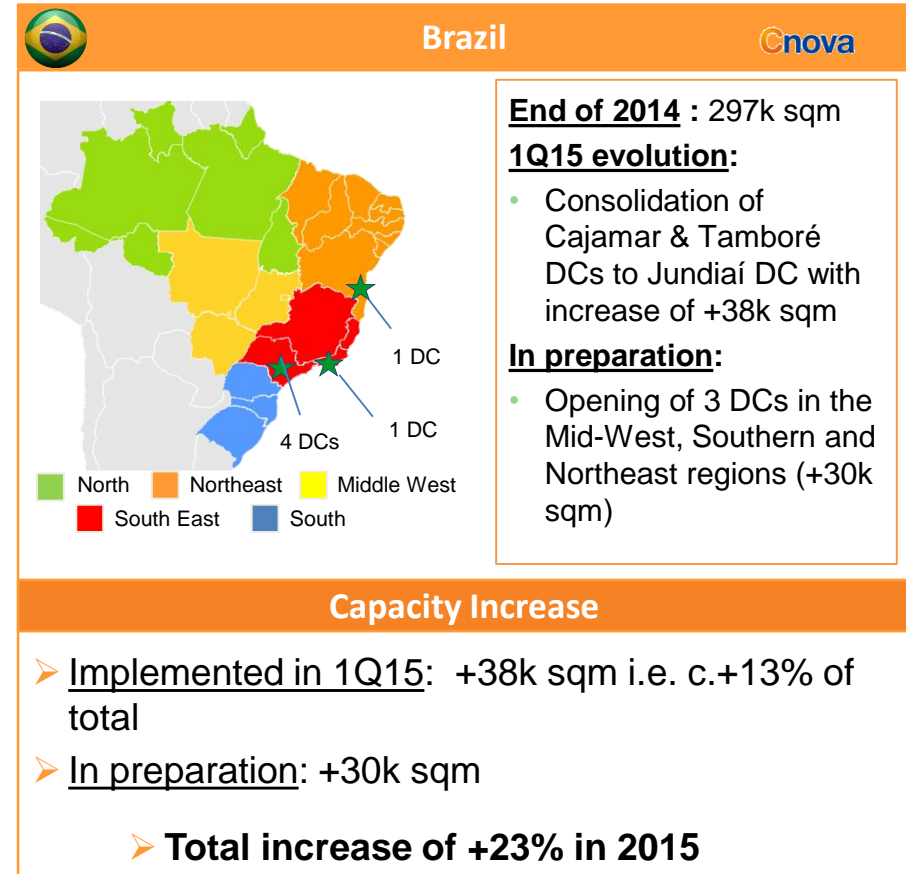 Brazil
Cnova
End of 2014 : 297k sqm
1Q15 evolution:
• Consolidation of
Cajamar & Tamboré
DCs to Jundiaí DC with
increase of +38k sqm
In preparation:
• Opening of 3 DCs in the
Mid-West, Southern and
Northeast regions (+30k
sqm)
1 DC
1 DC
4 DCs
North Northeast Middle West
South East South
Capacity Increase
➢ Implemented in 1Q15: +38k sqm i.e. c.+13% of
total
➢ In preparation: +30k sqm
➢ Total increase of +23% in 2015